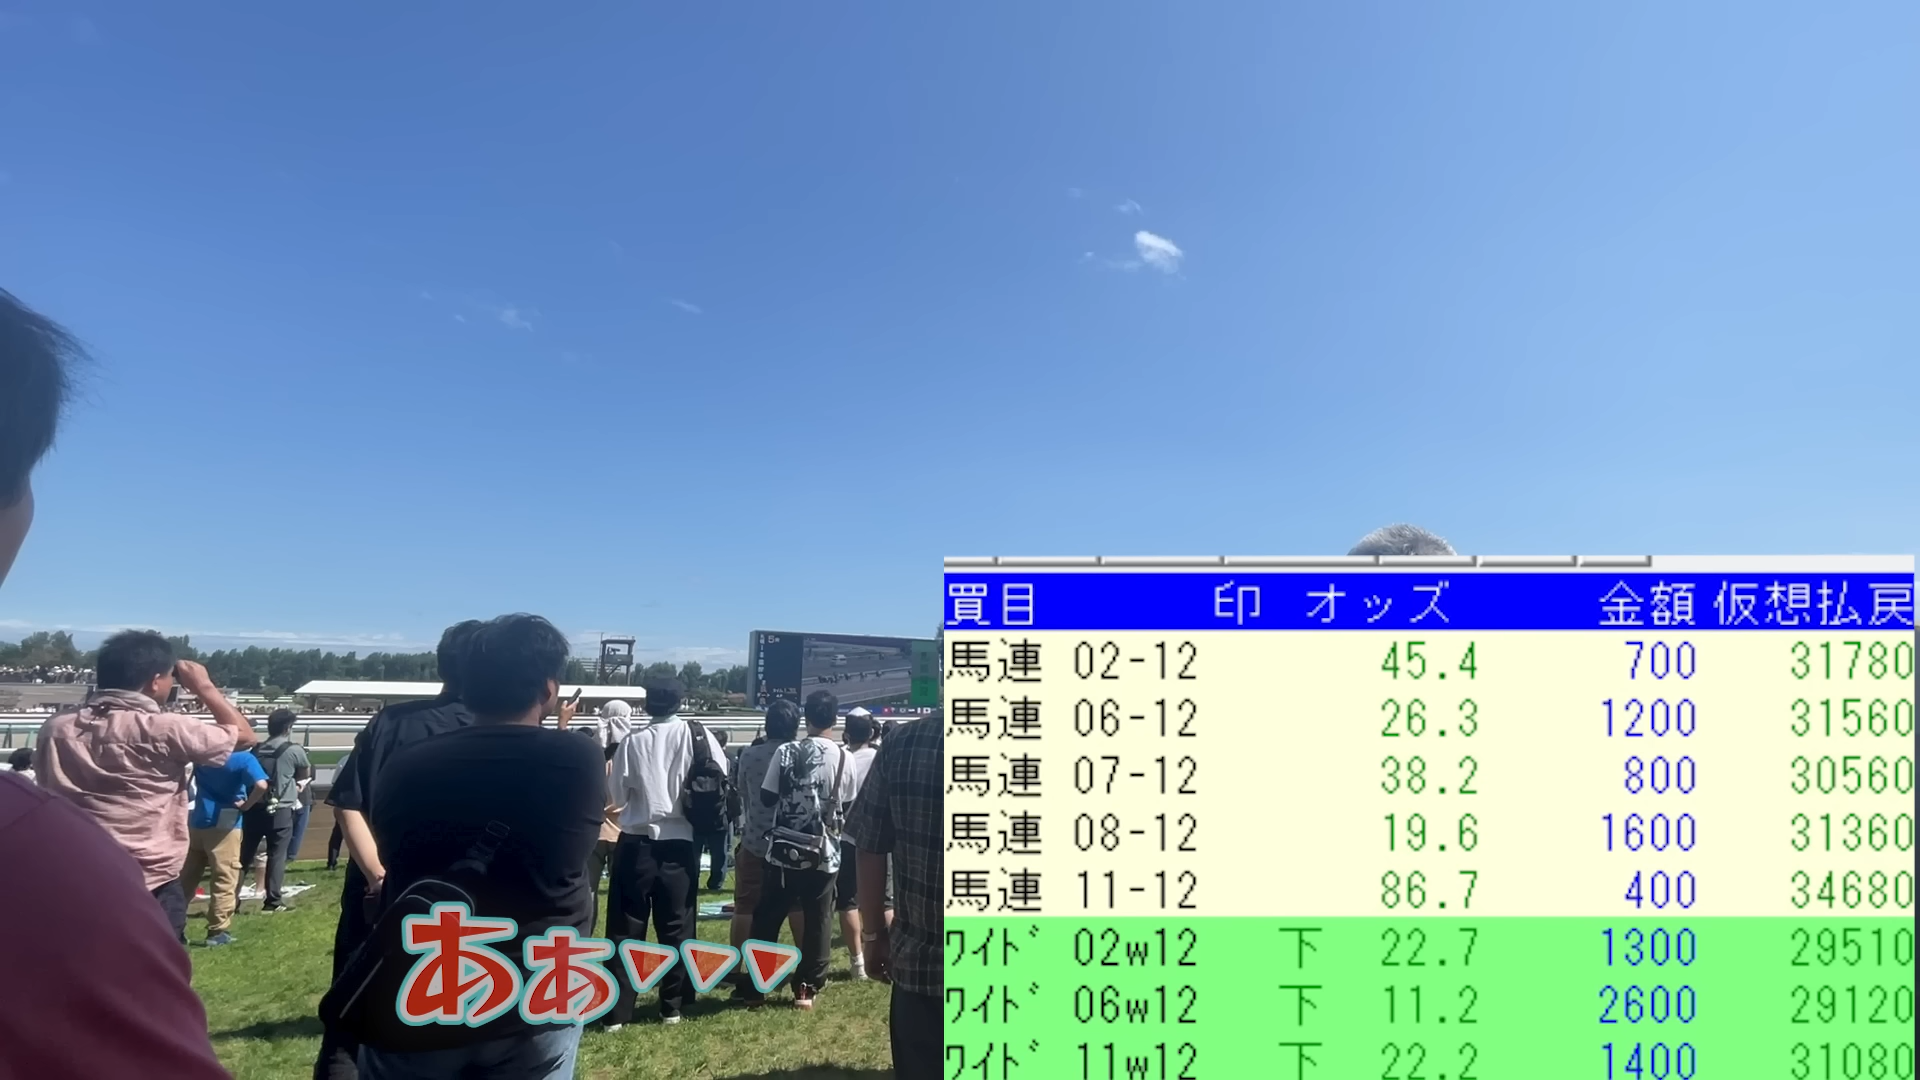 買目 印 オッズ 金額 仮想払戻
馬連 02-12 45.4 700 31780
馬連 06-12 26.3 1200 31560
馬連 07-12 38.2 800 30560
馬連 08-12 19.6 1600 31360
馬連 11-12 86.7 400 34680
ﾜｲﾄﾞ 02w12 下 22.7 1300 29510
ﾜｲﾄﾞ 06w12 下 11.2 2600 29120
ﾜｲﾄﾞ 11w12 下 22.2 1400 31080
あぁ・・・